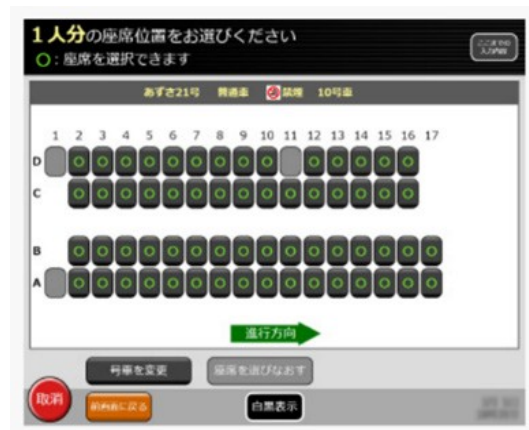 1人分の座席位置をお選びください
○：座席を選択できます
ここまでの
入力内容
あずさ21号 普通車 禁煙 10号車
1 2 3 4 5 6 7 8 9 10 11 12 13 14 15 16 17
D
C
B
A
進行方向
号車を変更
座席を選びなおす
取消
前画面に戻る
白黒表示